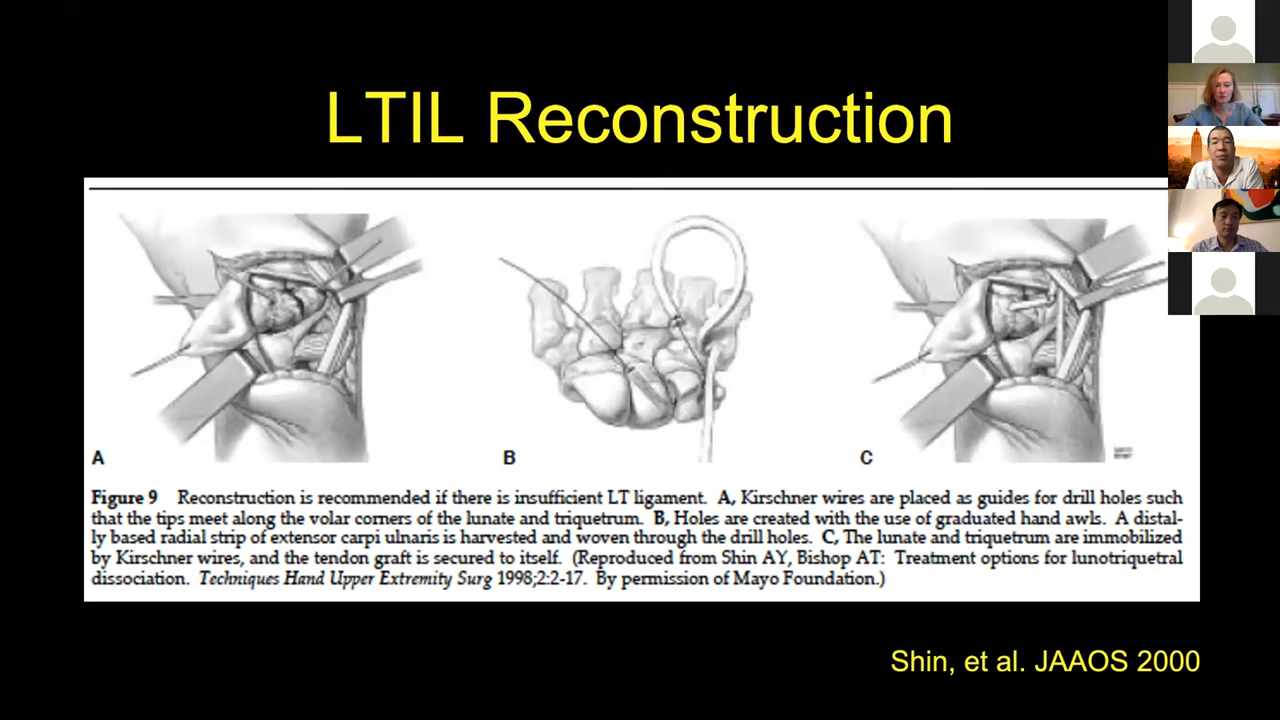 LTIL Reconstruction
A
B
C
Figure 9 Reconstruction is recommended if there is insufficient LT ligament. A, Kirschner wires are placed as guides for drill holes such
that the tips meet along the volar corners of the lunate and triquetrum. B, Holes are created with the use of graduated hand awls. A distal-
ly based radial strip of extensor carpi ulnaris is harvested and woven through the drill holes. C, The lunate and triquetrum are immobilized
by Kirschner wires, and the tendon graft is secured to itself. (Reproduced from Shin AY, Bishop AT: Treatment options for lunotriquetral
dissociation. Techniques Hand Upper Extremity Surg 1998;2:2-17. By permission of Mayo Foundation.)
Shin, et al. JAAOS 2000